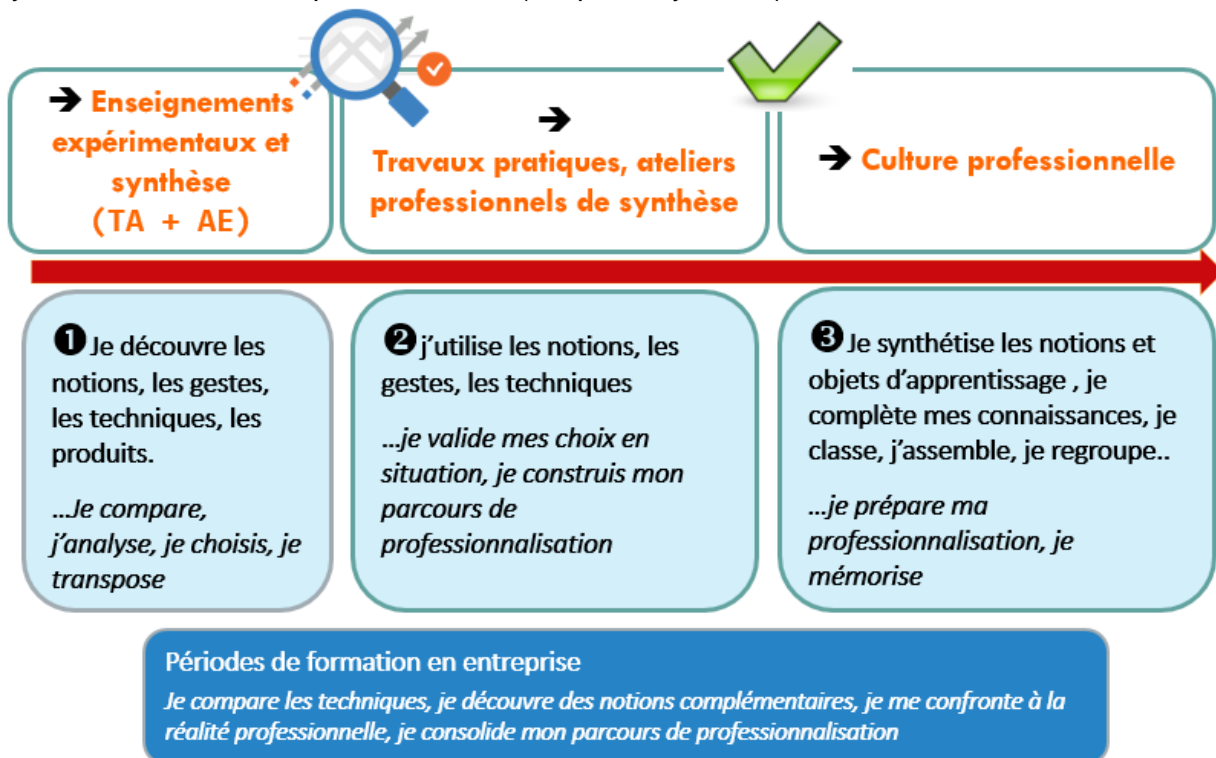 ➔ Enseignements
expérimentaux et
synthèse
(TA + AE)
➔
Travaux pratiques, ateliers
professionnels de synthèse
➔ Culture professionnelle
❶ Je découvre les
notions, les gestes,
les techniques, les
produits.
...Je compare,
j'analyse, je choisis, je
transpose
❷ j'utilise les notions, les
gestes, les techniques
...je valide mes choix en
situation, je construis mon
parcours de
professionnalisation
❸ Je synthétise les notions et
objets d'apprentissage , je
complète mes connaissances, je
classe, j'assemble, je regroupe..
...je prépare ma
professionnalisation, je
mémorise
Périodes de formation en entreprise
Je compare les techniques, je découvre des notions complémentaires, je me confronte à la
réalité professionnelle, je consolide mon parcours de professionnalisation